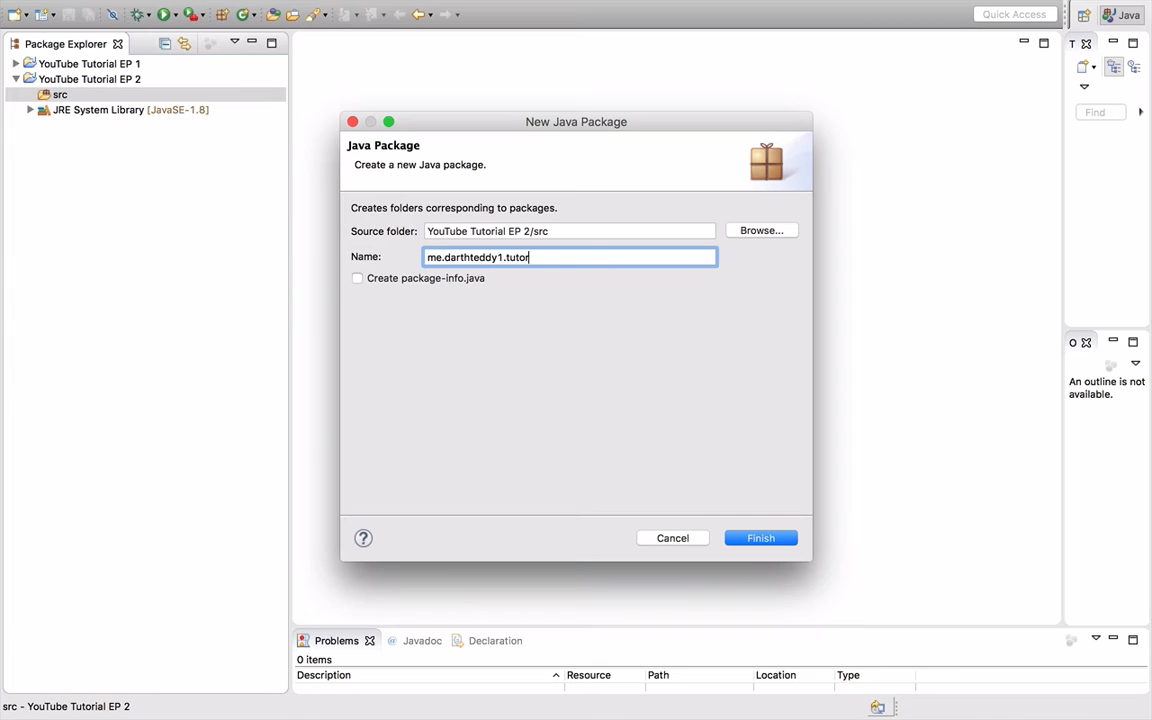 Quick Access
Java
Package Explorer
YouTube Tutorial EP 1
YouTube Tutorial EP 2
src
JRE System Library [JavaSE-1.8]
New Java Package
Java Package
Create a new Java package.
Creates folders corresponding to packages.
Source folder: YouTube Tutorial EP 2/src Browse...
Name: me.darthteddy1.tutor
Create package-info.java
? Cancel Finish
T
Find
O
An outline is not
available.
Problems @ Javadoc Declaration
0 items
Description Resource Path Location Type
src - YouTube Tutorial EP 2